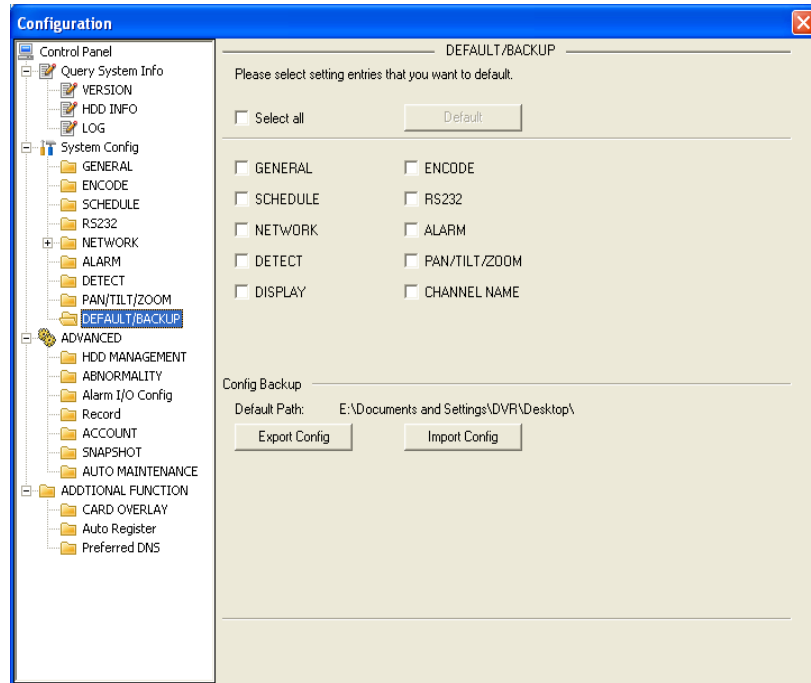 Configuration
Control Panel
Query System Info
VERSION
HDD INFO
LOG
System Config
GENERAL
ENCODE
SCHEDULE
RS232
NETWORK
ALARM
DETECT
PAN/TILT/ZOOM
DEFAULT/BACKUP
ADVANCED
HDD MANAGEMENT
ABNORMALITY
Alarm I/O Config
Record
ACCOUNT
SNAPSHOT
AUTO MAINTENANCE
ADDTIONAL FUNCTION
CARD OVERLAY
Auto Register
Preferred DNS
DEFAULT/BACKUP
Please select setting entries that you want to default.
Select all Default
GENERAL ENCODE
SCHEDULE RS232
NETWORK ALARM
DETECT PAN/TILT/ZOOM
DISPLAY CHANNEL NAME
Config Backup
Default Path: E:\Documents and Settings\DVR\Desktop\
Export Config Import Config